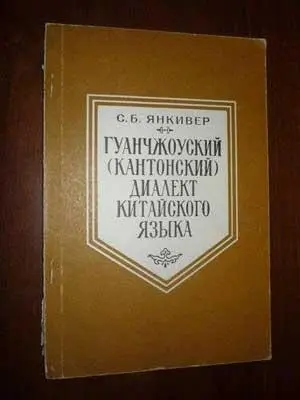 С.Б. ЯНКИВЕР
ГУАНЧЖОУСКИЙ
(КАНТОНСКИЙ)
ДИАЛЕКТ
КИТАЙСКОГО
ЯЗЫКА